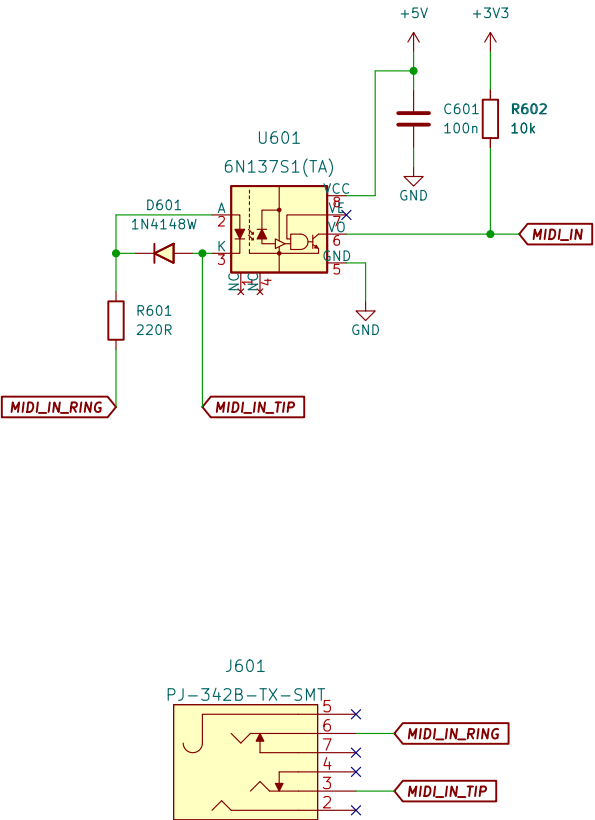 +5V
+3V3
C601
100n
R602
10k
GND
U601
6N137S1(TA)
VCC
8
VE
7
VO
6
GND
5
A
2
K
3
NC
1
NC
4
D601
1N4148W
MIDI_IN
GND
R601
220R
MIDI_IN_RING
MIDI_IN_TIP
J601
PJ-342B-TX-SMT
5
6
MIDI_IN_RING
7
4
3
MIDI_IN_TIP
2